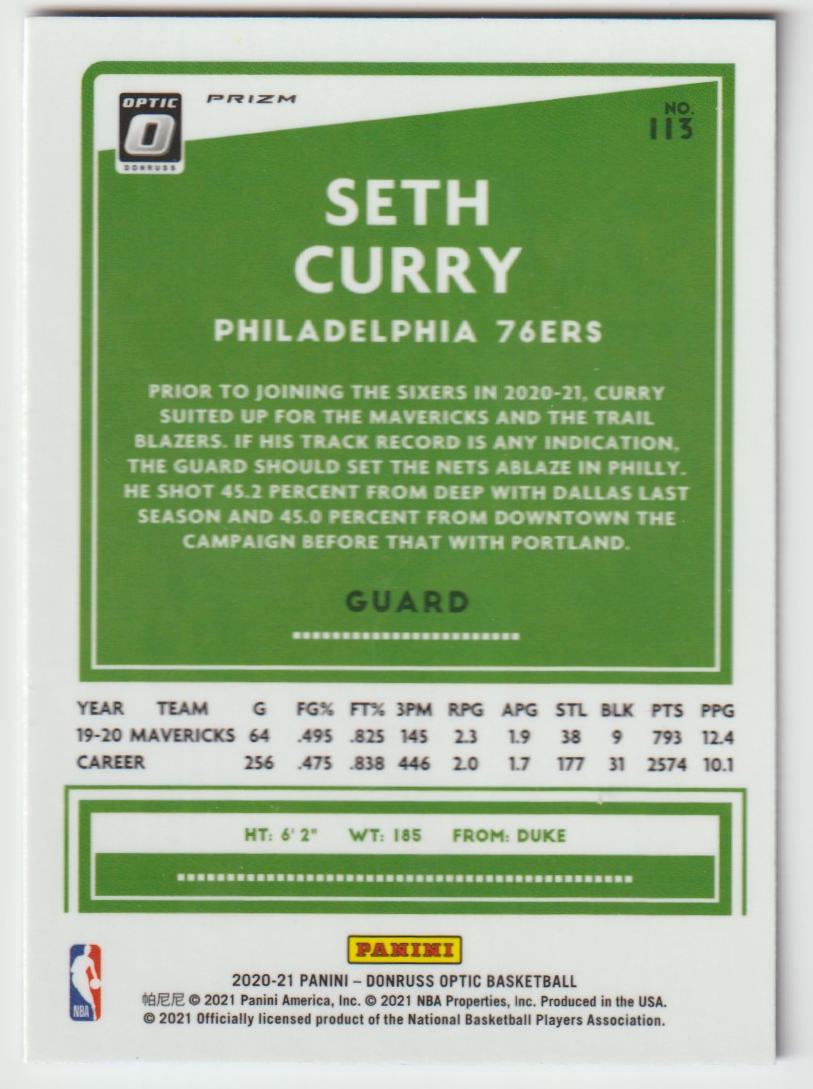 OPTIC
DONRUSS
PRIZM
NO.
113
SETH
CURRY
PHILADELPHIA 76ERS
PRIOR TO JOINING THE SIXERS IN 2020-21, CURRY
SUITED UP FOR THE MAVERICKS AND THE TRAIL
BLAZERS. IF HIS TRACK RECORD IS ANY INDICATION,
THE GUARD SHOULD SET THE NETS ABLAZE IN PHILLY.
HE SHOT 45.2 PERCENT FROM DEEP WITH DALLAS LAST
SEASON AND 45.0 PERCENT FROM DOWNTOWN THE
CAMPAIGN BEFORE THAT WITH PORTLAND.
GUARD
YEAR TEAM G FG% FT% 3PM RPG APG STL BLK PTS PPG
19-20 MAVERICKS 64 .495 .825 145 2.3 1.9 38 9 793 12.4
CAREER 256 .475 .838 446 2.0 1.7 177 31 2574 10.1
HT: 6' 2" WT: 185 FROM: DUKE
PANINI
NBA
2020-21 PANINI – DONRUSS OPTIC BASKETBALL
帕尼尼 © 2021 Panini America, Inc. © 2021 NBA Properties, Inc. Produced in the USA.
© 2021 Officially licensed product of the National Basketball Players Association.